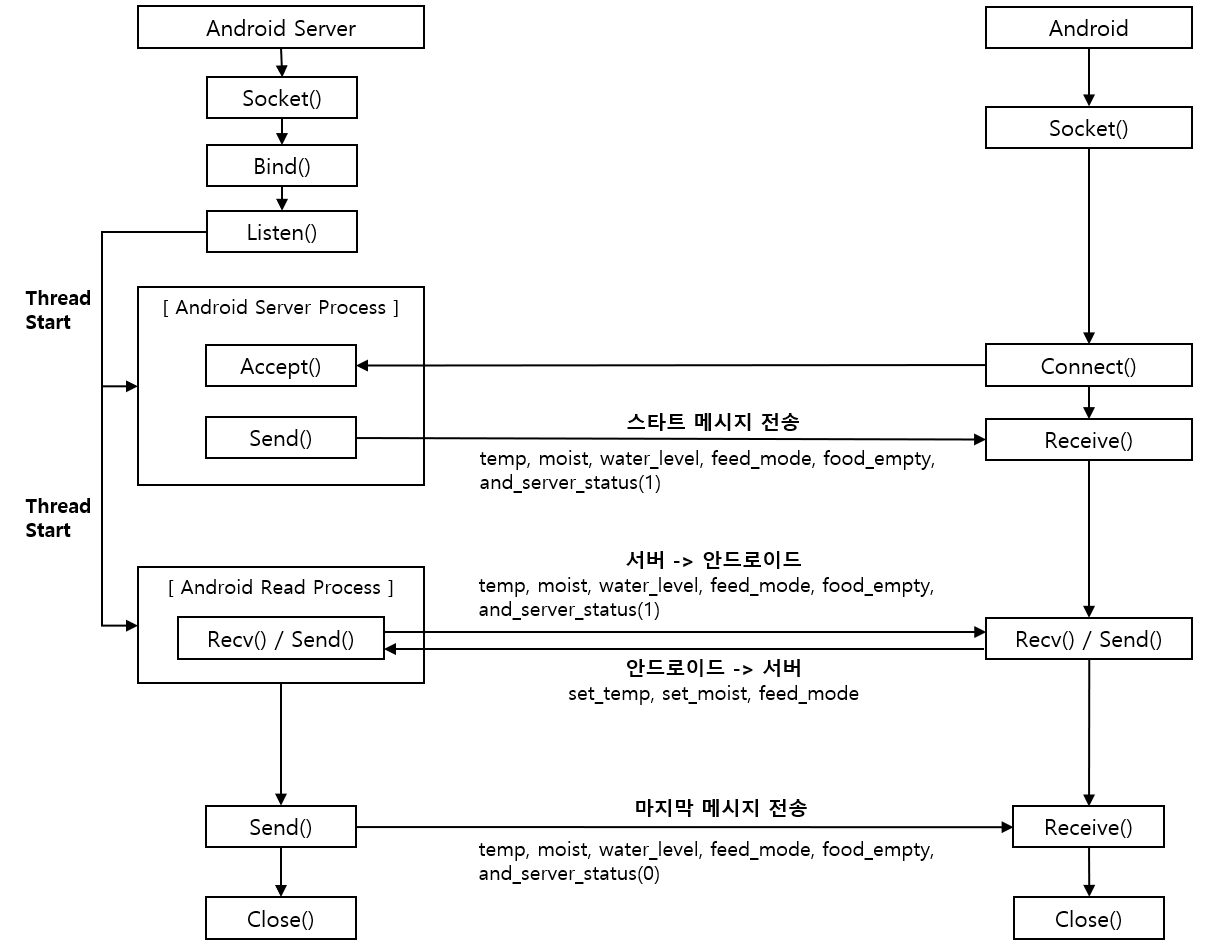 Android Server
Android
Socket()
Socket()
Bind()
Listen()
Thread
Start
[ Android Server Process ]
Accept()
Connect()
스타트 메시지 전송
Send()
Receive()
temp, moist, water_level, feed_mode, food_empty,
and_server_status(1)
Thread
Start
서버 -> 안드로이드
[ Android Read Process ]
temp, moist, water_level, feed_mode, food_empty,
and_server_status(1)
Recv() / Send()
Recv() / Send()
안드로이드 -> 서버
set_temp, set_moist, feed_mode
마지막 메시지 전송
Send()
Receive()
temp, moist, water_level, feed_mode, food_empty,
and_server_status(0)
Close()
Close()